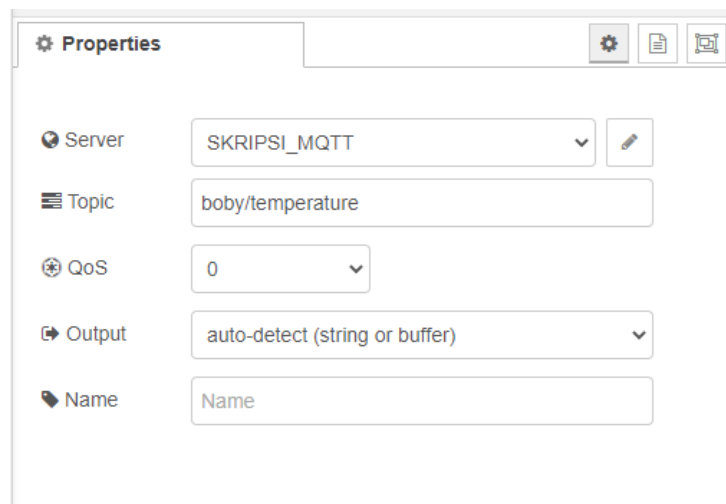 Properties
Server SKRIPSI_MQTT
Topic boby/temperature
QoS 0
Output auto-detect (string or buffer)
Name Name